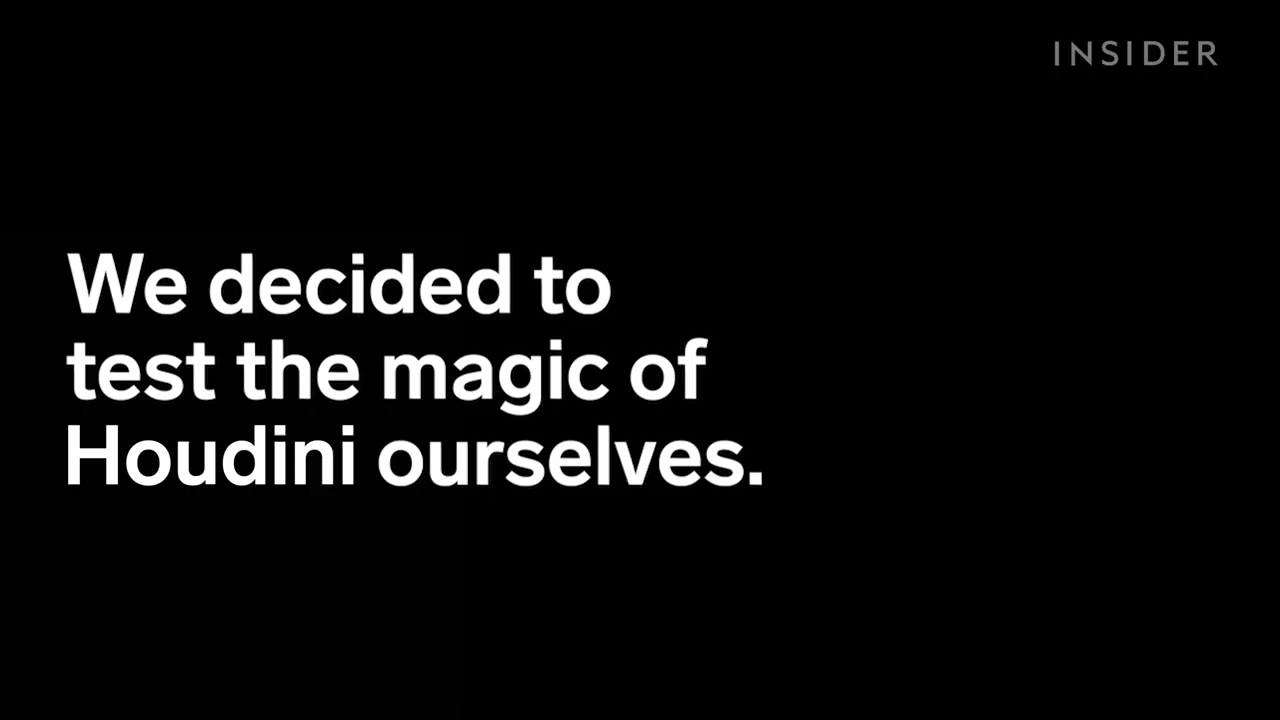 INSIDER
We decided to
test the magic of
Houdini ourselves.